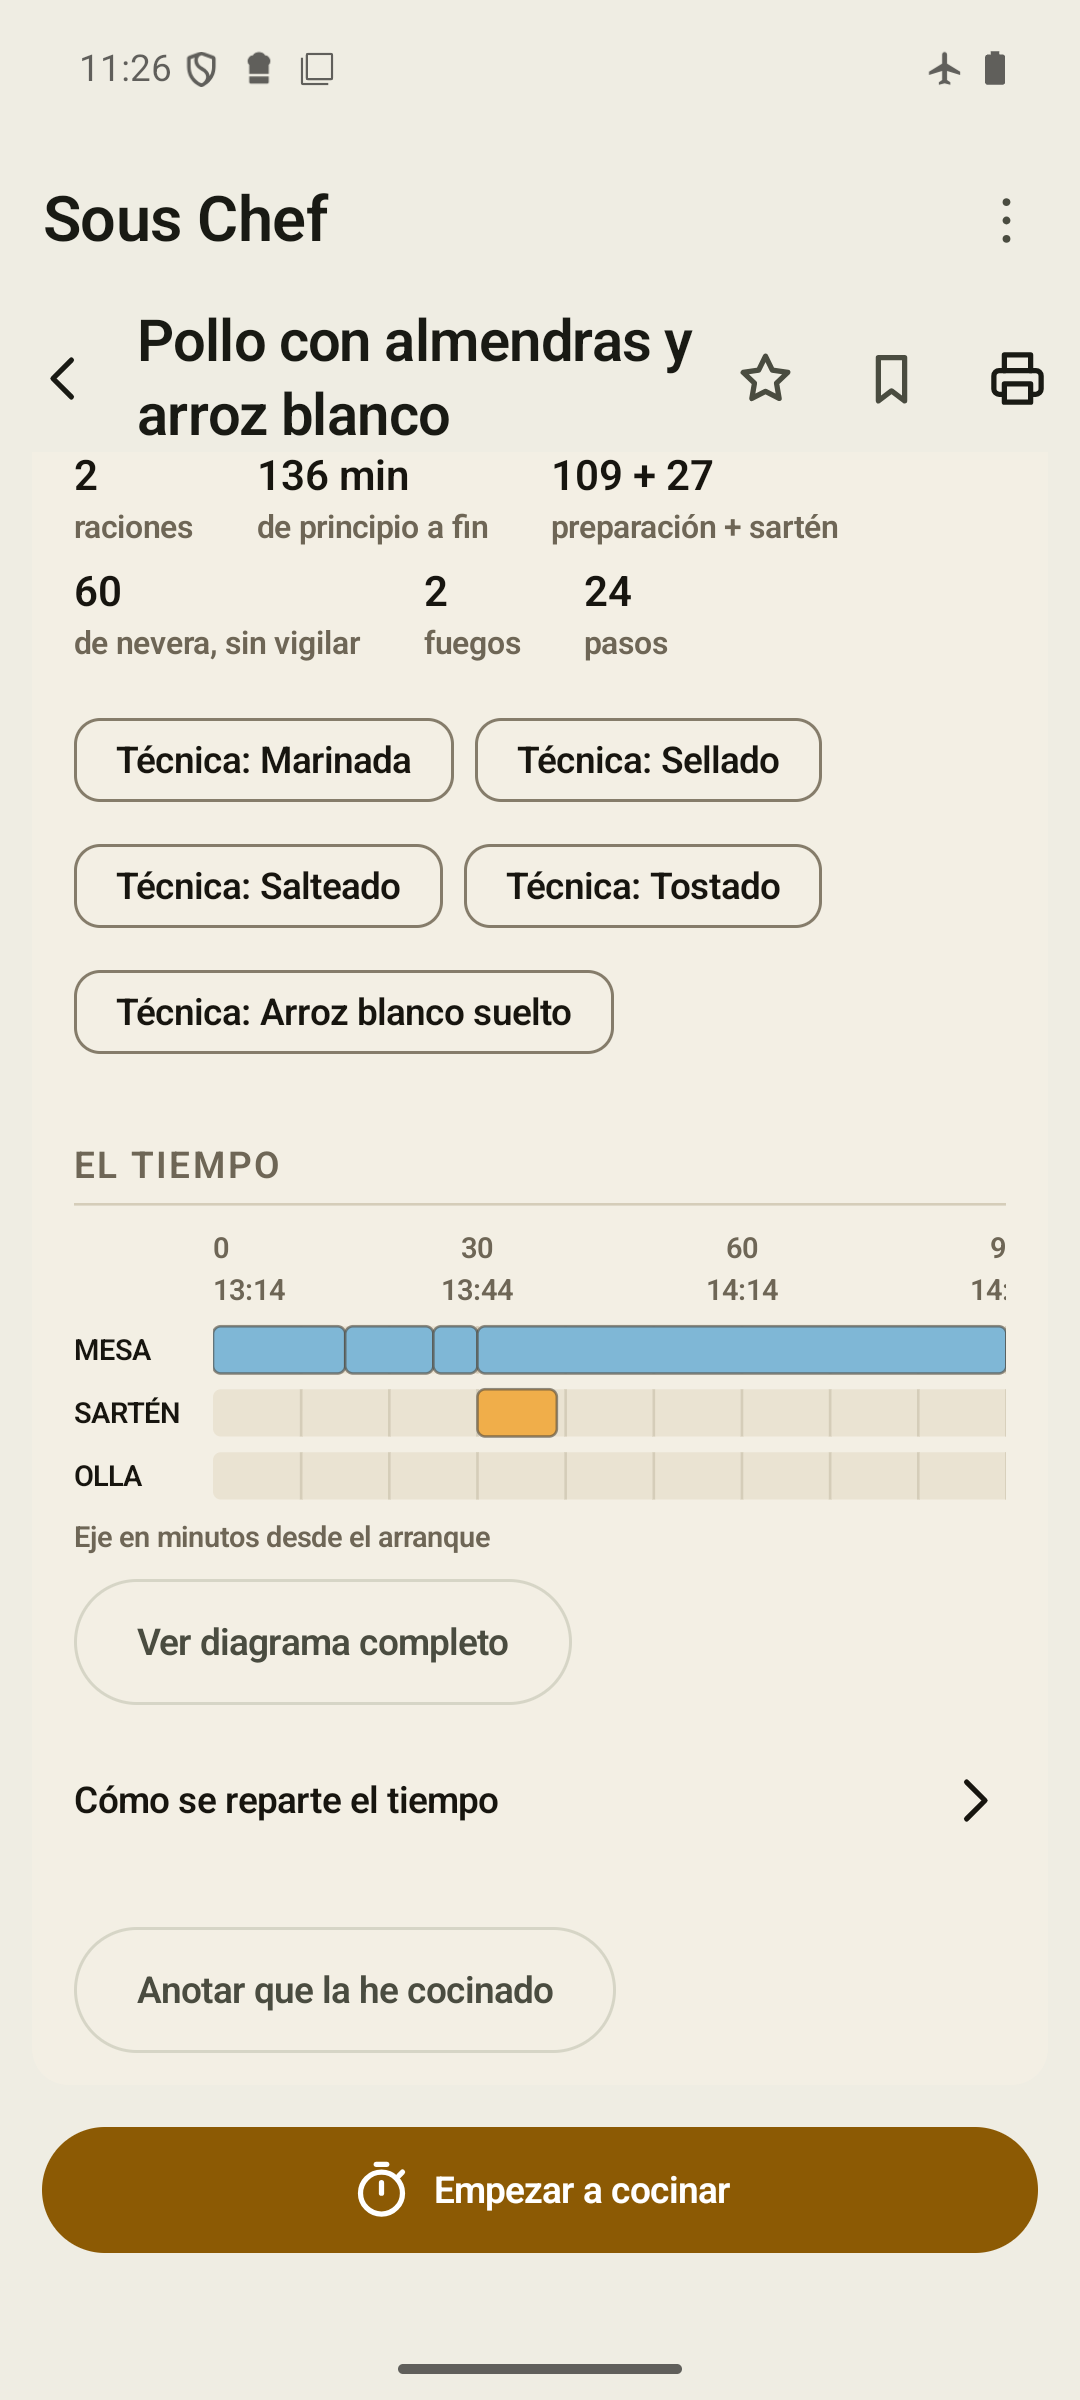 11:26
Sous Chef
Pollo con almendras y
arroz blanco
2 136 min 109 + 27
raciones de principio a fin preparación + sartén
60 2 24
de nevera, sin vigilar fuegos pasos
Técnica: Marinada Técnica: Sellado
Técnica: Salteado Técnica: Tostado
Técnica: Arroz blanco suelto
EL TIEMPO
0 30 60 9
13:14 13:44 14:14 14:
MESA
SARTÉN
OLLA
Eje en minutos desde el arranque
Ver diagrama completo
Cómo se reparte el tiempo
Anotar que la he cocinado
Empezar a cocinar